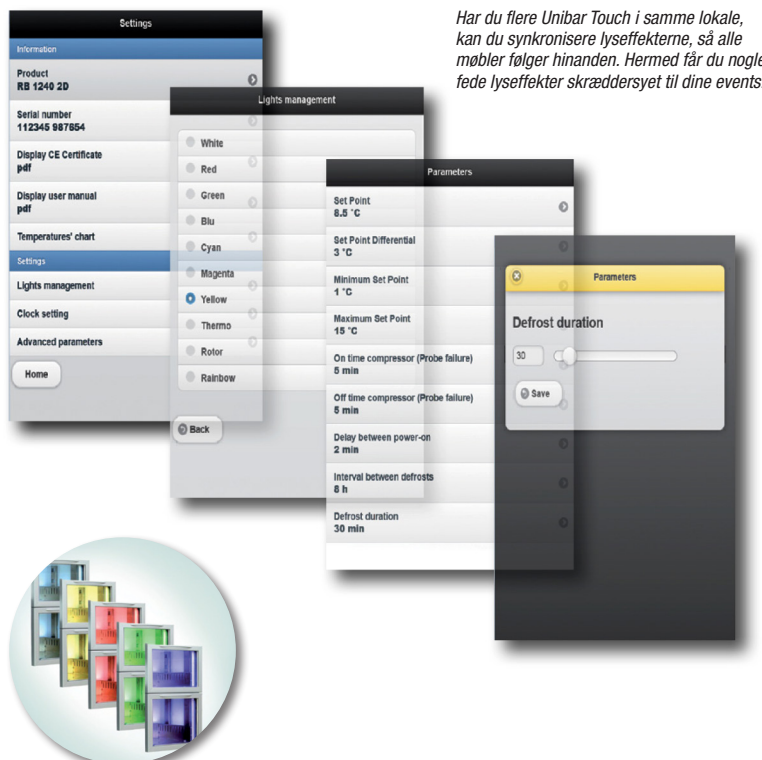 Har du flere Unibar Touch i samme lokale,
kan du synkronisere lyseffekterne, så alle
møbler følger hinanden. Hermed får du nogle
fede lyseffekter skræddersyet til dine events.
Settings
Information
Product
RB 1240 2D
Serial number
112345 987654
Display CE Certificate
pdf
Display user manual
pdf
Temperatures' chart
Settings
Lights management
Clock setting
Advanced parameters
Home
Lights management
White
Red
Green
Blu
Cyan
Magenta
Yellow
Thermo
Rotor
Rainbow
Back
Parameters
Set Point
8.5 °C
Set Point Differential
3 °C
Minimum Set Point
1 °C
Maximum Set Point
15 °C
On time compressor (Probe failure)
5 min
Off time compressor (Probe failure)
5 min
Delay between power-on
2 min
Interval between defrosts
8 h
Defrost duration
30 min
Parameters
Defrost duration
30
Save